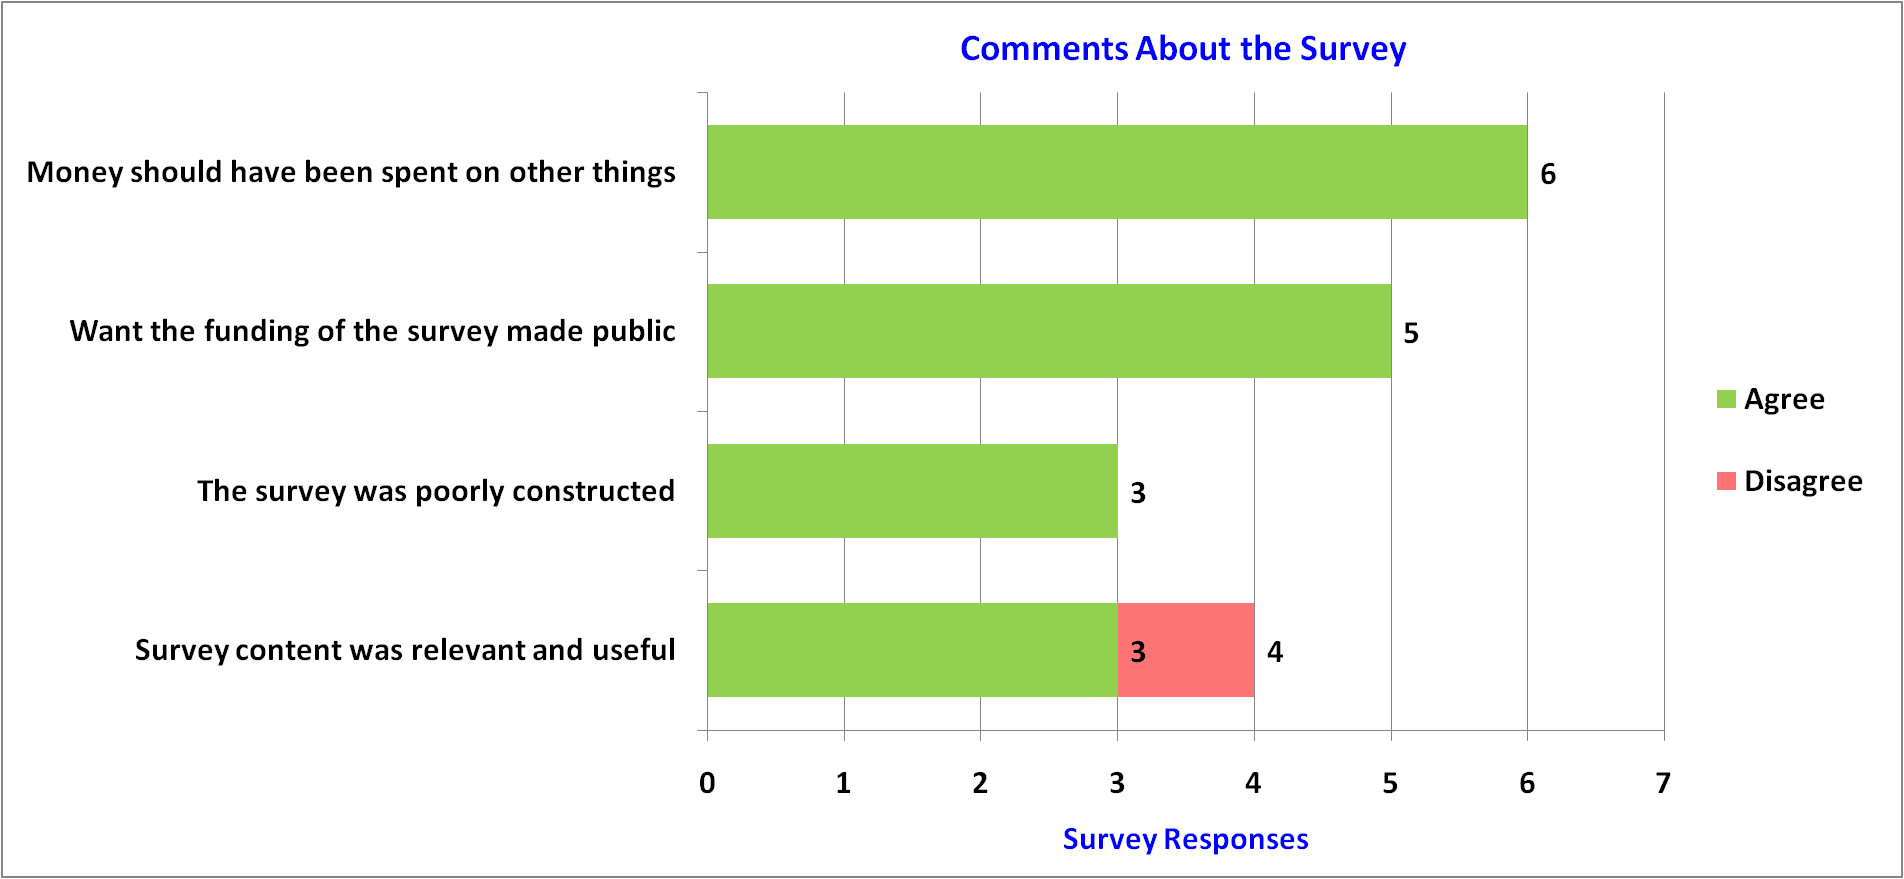 Comments About the Survey
Money should have been spent on other things
6
Want the funding of the survey made public
5
Agree
The survey was poorly constructed
3
Disagree
Survey content was relevant and useful
3 4
0 1 2 3 4 5 6 7
Survey Responses